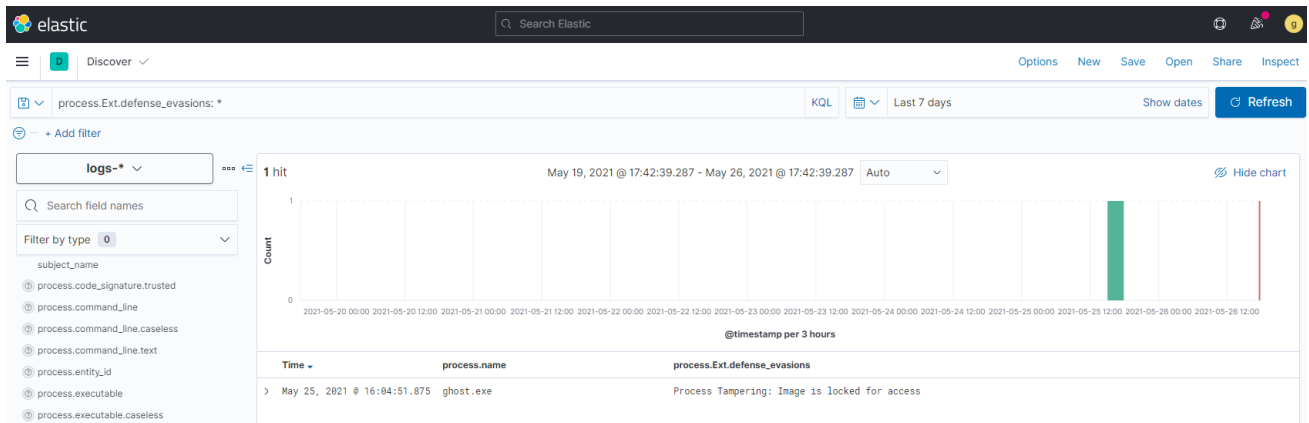 elastic
Search Elastic
g
D
Discover
Options New Save Open Share Inspect
process.Ext.defense_evasions: *
KQL
Last 7 days
Show dates
Refresh
+ Add filter
logs-*
1 hit
May 19, 2021 @ 17:42:39.287 - May 26, 2021 @ 17:42:39.287
Auto
Hide chart
Search field names
Filter by type 0
subject_name
process.code_signature.trusted
process.command_line
process.command_line.caseless
process.command_line.text
process.entity_id
process.executable
process.executable.caseless
1
Count
0
2021-05-20 00:00 2021-05-20 12:00 2021-05-21 00:00 2021-05-21 12:00 2021-05-22 00:00 2021-05-22 12:00 2021-05-23 00:00 2021-05-23 12:00 2021-05-24 00:00 2021-05-24 12:00 2021-05-25 00:00 2021-05-25 12:00 2021-05-26 00:00 2021-05-26 12:00
@timestamp per 3 hours
Time process.name process.Ext.defense_evasions
May 25, 2021 @ 16:04:51.875 ghost.exe Process Tampering: Image is locked for access